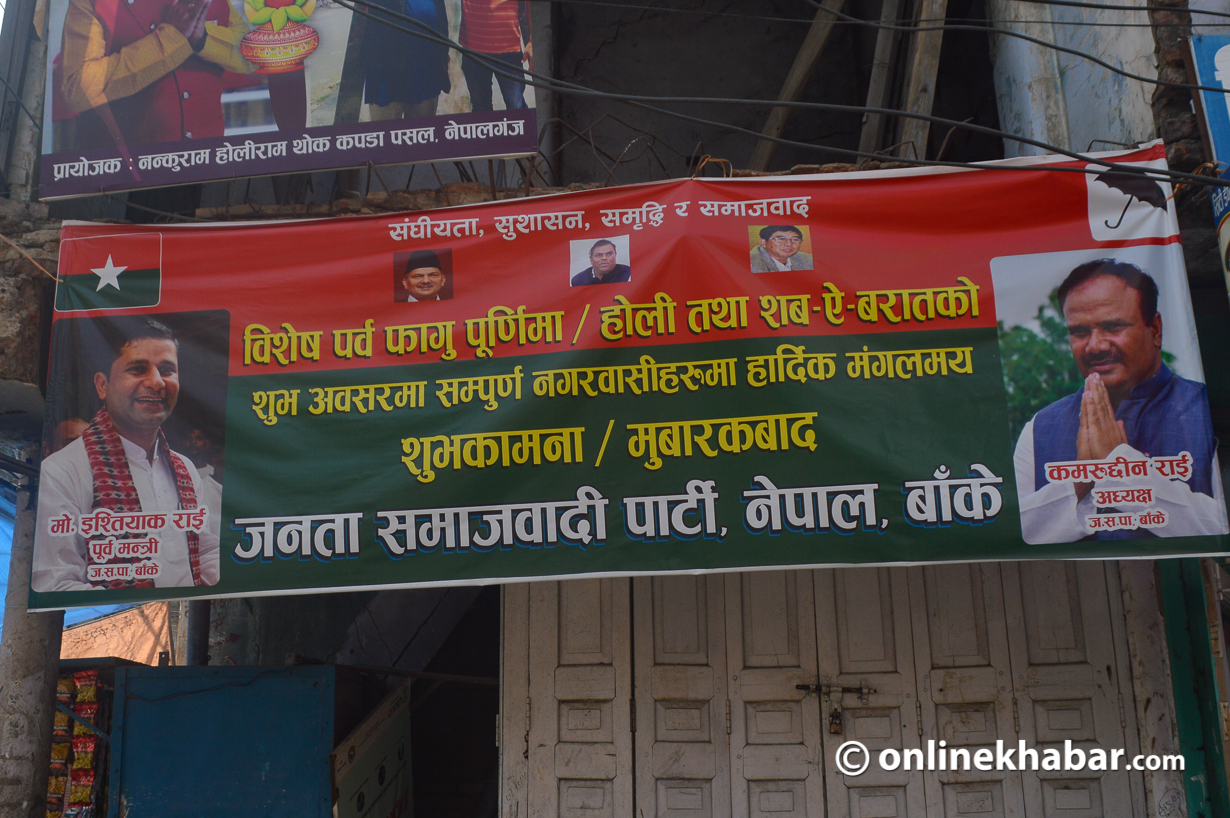 प्रायोजक : नन्कुराम होलीराम थोक कपडा पसल, नेपालगंज
संघीयता, सुशासन, समृद्धि र समाजवाद
विशेष पर्व फागु पूर्णिमा / होली तथा शब-ऐ-बरातको
शुभ अवसरमा सम्पुर्ण नगरवासीहरूमा हार्दिक मंगलमय
शुभकामना / मुबारकबाद
जनता समाजवादी पार्टी, नेपाल, बाँके
मो. इश्तियाक राई
पूर्व मन्त्री
ज.स.पा, बाँके
कमरूद्दीन राई
अध्यक्ष
ज.स.पा, बाँके
© onlinekhabar.com